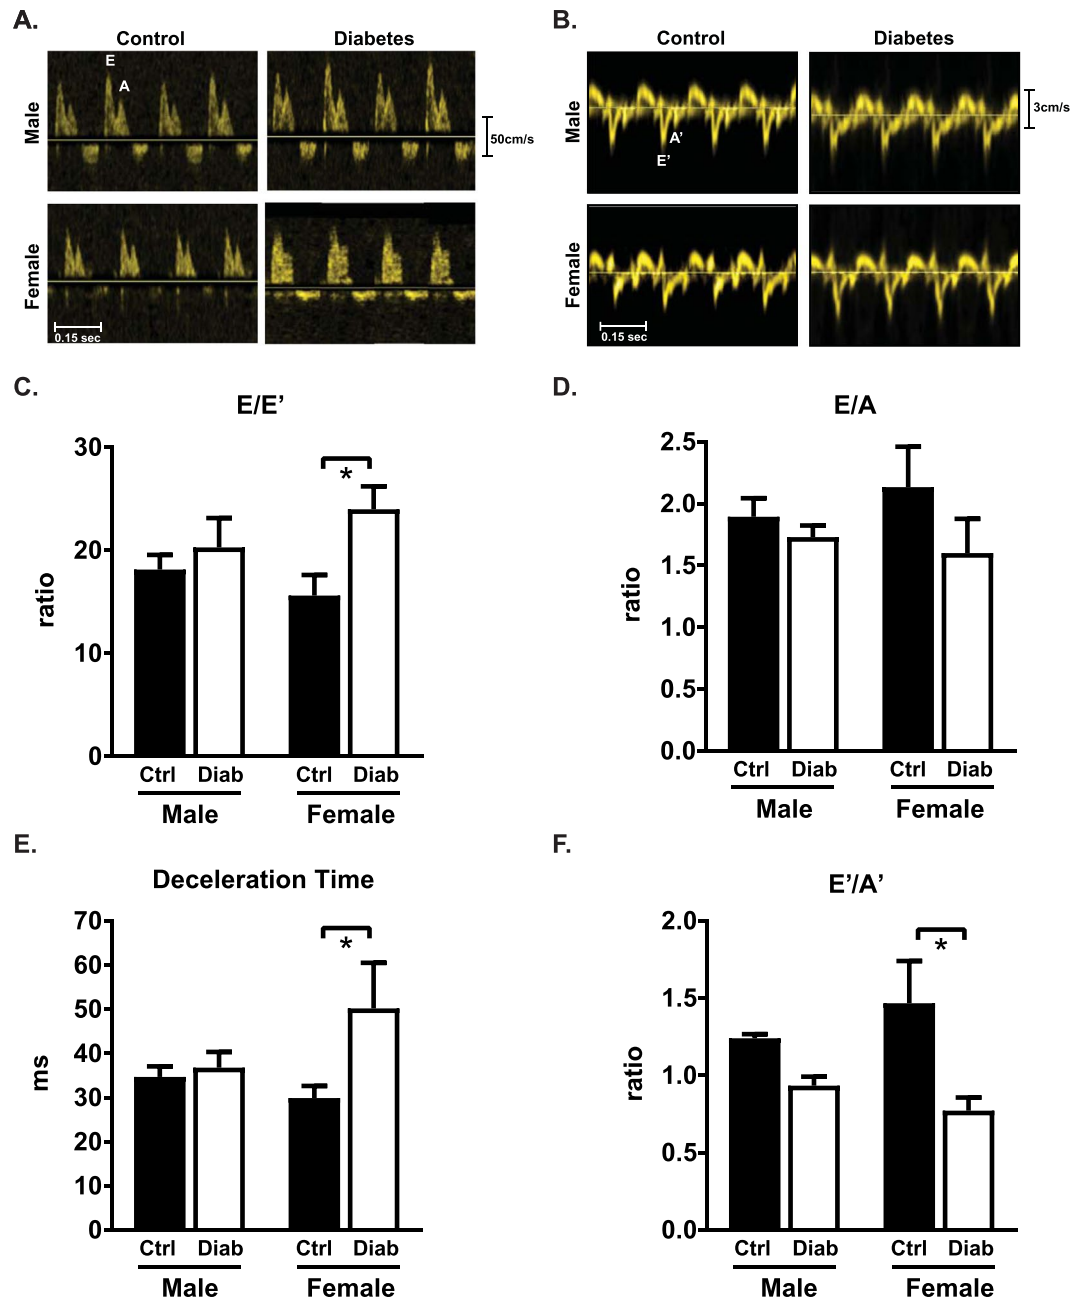 A.
Control
Diabetes
Male
E
A
50cm/s
Female
0.15 sec
B.
Control
Diabetes
Male
A'
E'
3cm/s
Female
0.15 sec
C.
E/E’
30
20
10
0
ratio
*
Ctrl Diab Ctrl Diab
Male Female
D.
E/A
2.5
2.0
1.5
1.0
0.5
0.0
ratio
Ctrl Diab Ctrl Diab
Male Female
E.
Deceleration Time
70
60
50
40
30
20
10
0
ms
*
Ctrl Diab Ctrl Diab
Male Female
F.
E’/A’
2.0
1.5
1.0
0.5
0.0
ratio
*
Ctrl Diab Ctrl Diab
Male Female